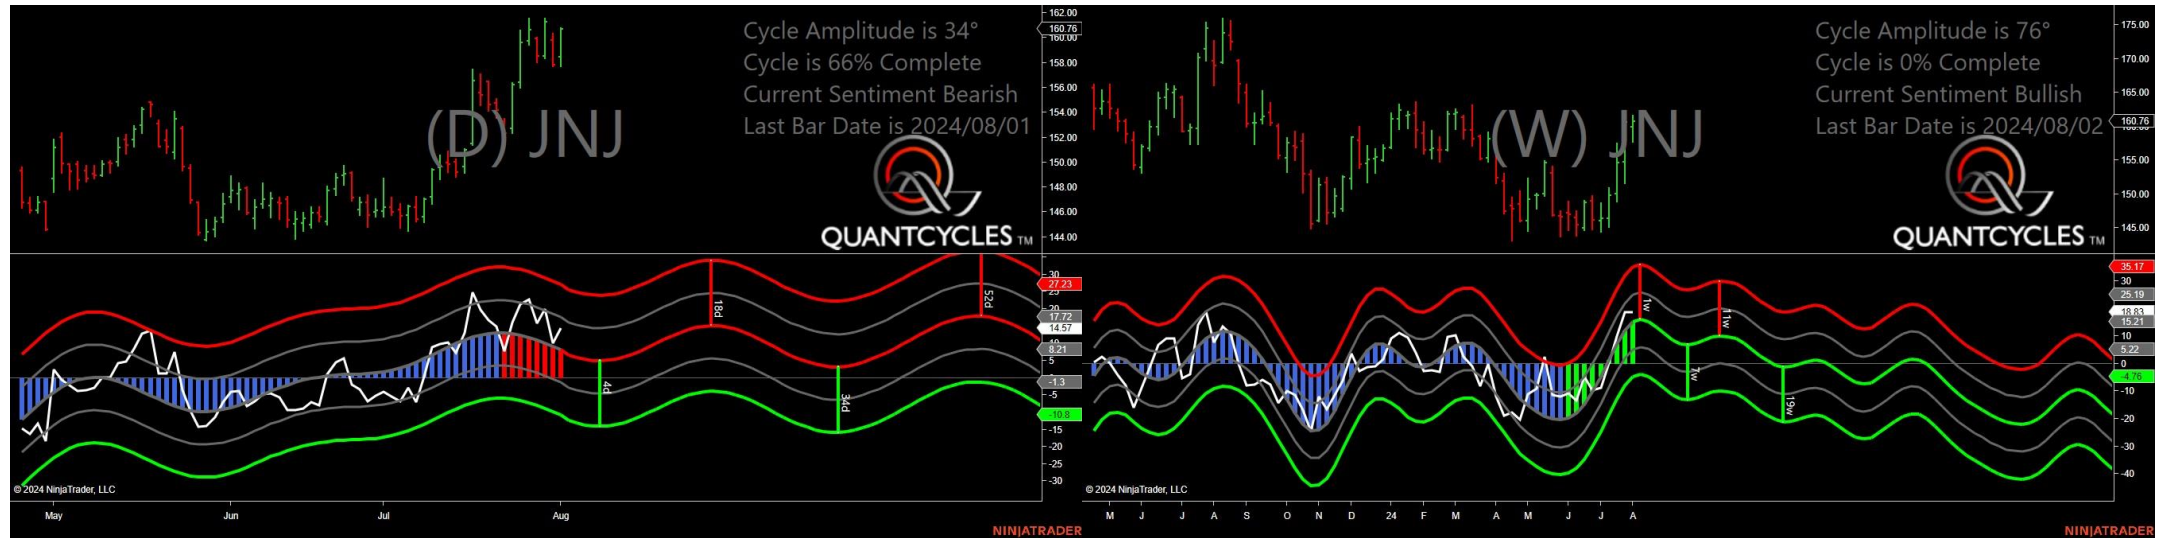 Cycle Amplitude is 34°
Cycle is 66% Complete
Current Sentiment Bearish
Last Bar Date is 2024/08/01
(D) JNJ
QUANTCYCLES TM
162.00
160.76
160.00
158.00
156.00
154.00
152.00
150.00
148.00
146.00
144.00
30
27.23
25
17.72
14.57
10
8.21
5
-1.3
-5
-10.8
-15
-20
-25
-30
18d
52d
4d
34d
© 2024 NinjaTrader, LLC
May Jun Jul Aug
NINJATRADER
Cycle Amplitude is 76°
Cycle is 0% Complete
Current Sentiment Bullish
Last Bar Date is 2024/08/02
(W) JNJ
QUANTCYCLES TM
175.00
170.00
165.00
160.76
155.00
150.00
145.00
35.17
30
25.19
18.83
15.21
10
5.22
0
-4.76
-10
-20
-30
-40
1w
11w
7w
19w
© 2024 NinjaTrader, LLC
M J J A S O N D 24 F M A M J J A
NINJATRADER